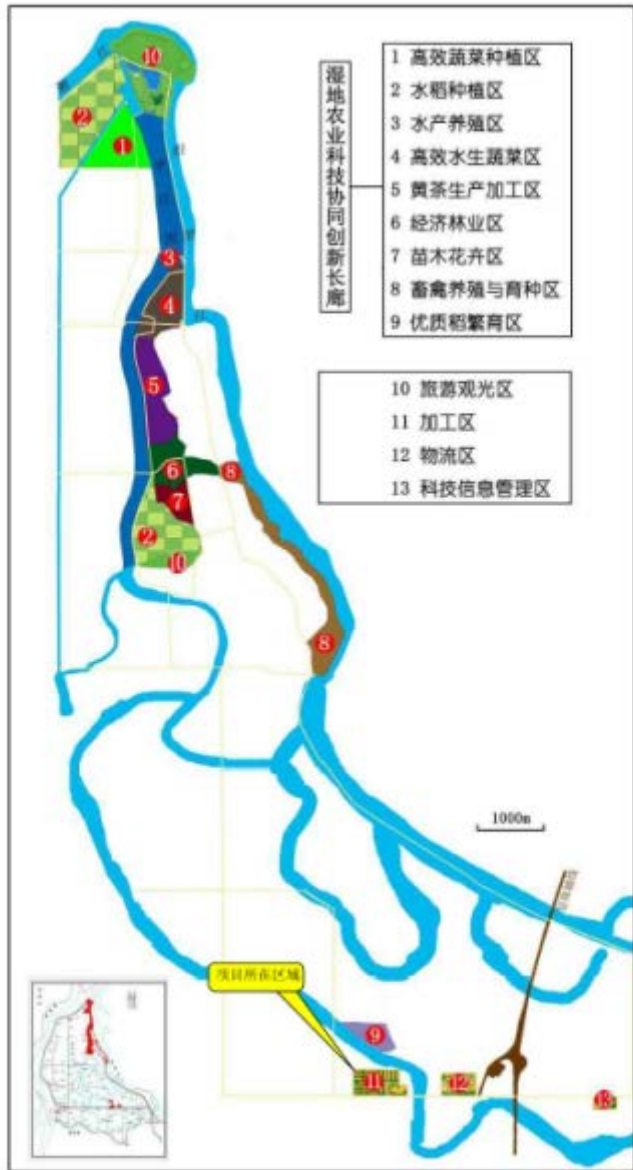 湿地农业科技协同创新长廊
1 高效蔬菜种植区
2 水稻种植区
3 水产养殖区
4 高效水生蔬菜区
5 黄茶生产加工区
6 经济林业区
7 苗木花卉区
8 畜禽养殖与育种区
9 优质稻繁育区
10 旅游观光区
11 加工区
12 物流区
13 科技信息管理区
10
2
1
3
4
5
6
8
7
2
10
8
1000m
项目所在区域
9
11
12
13